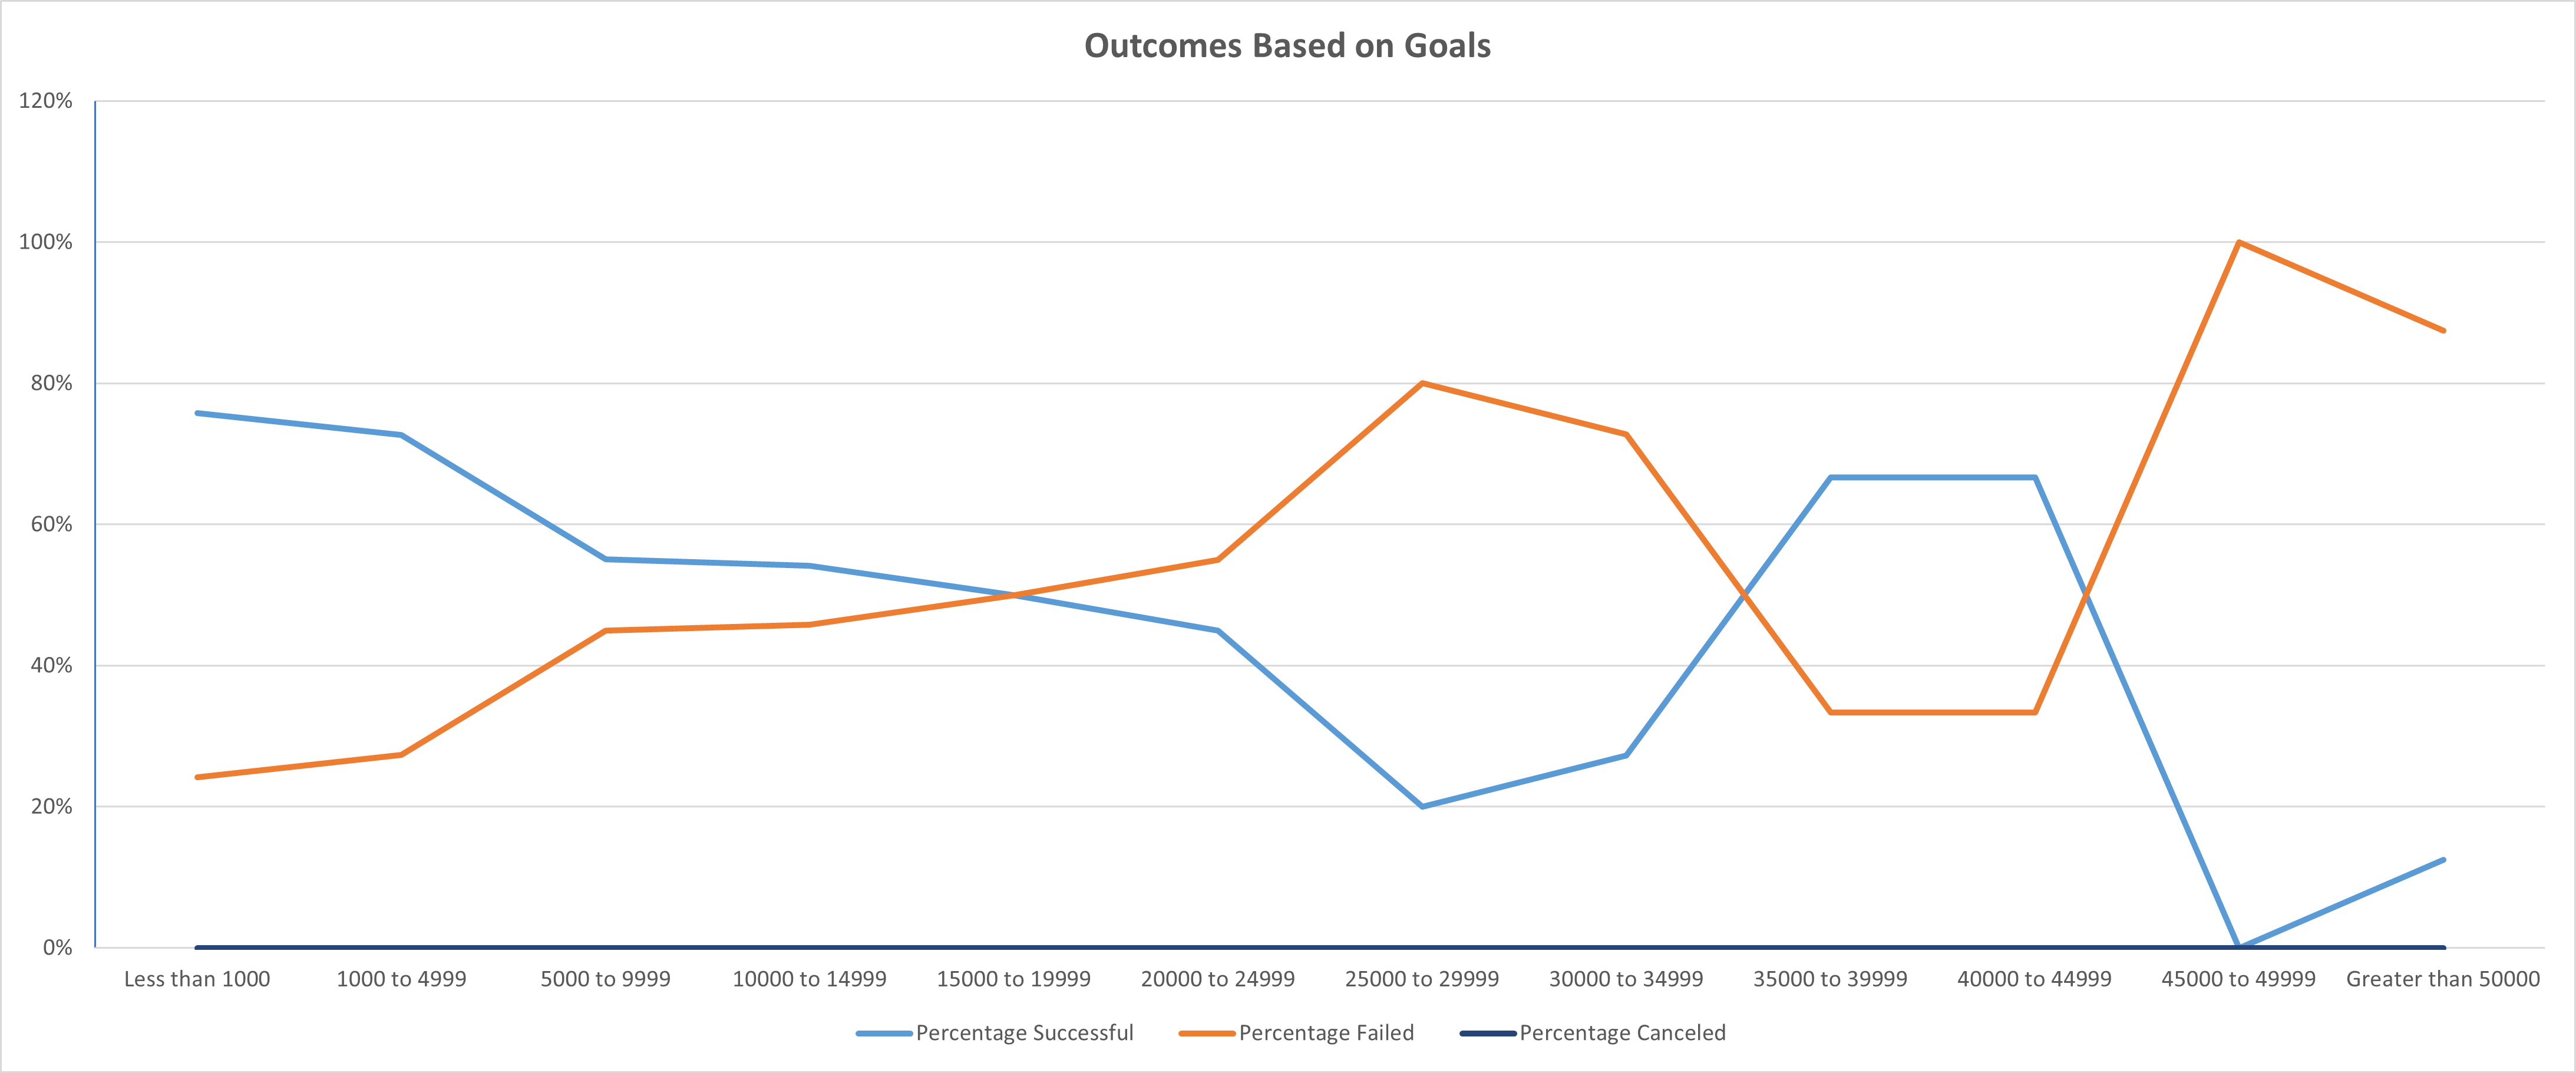 Outcomes Based on Goals
120%
100%
80%
60%
40%
20%
0%
Less than 1000 1000 to 4999 5000 to 9999 10000 to 14999 15000 to 19999 20000 to 24999 25000 to 29999 30000 to 34999 35000 to 39999 40000 to 44999 45000 to 49999 Greater than 50000
Percentage Successful Percentage Failed Percentage Canceled